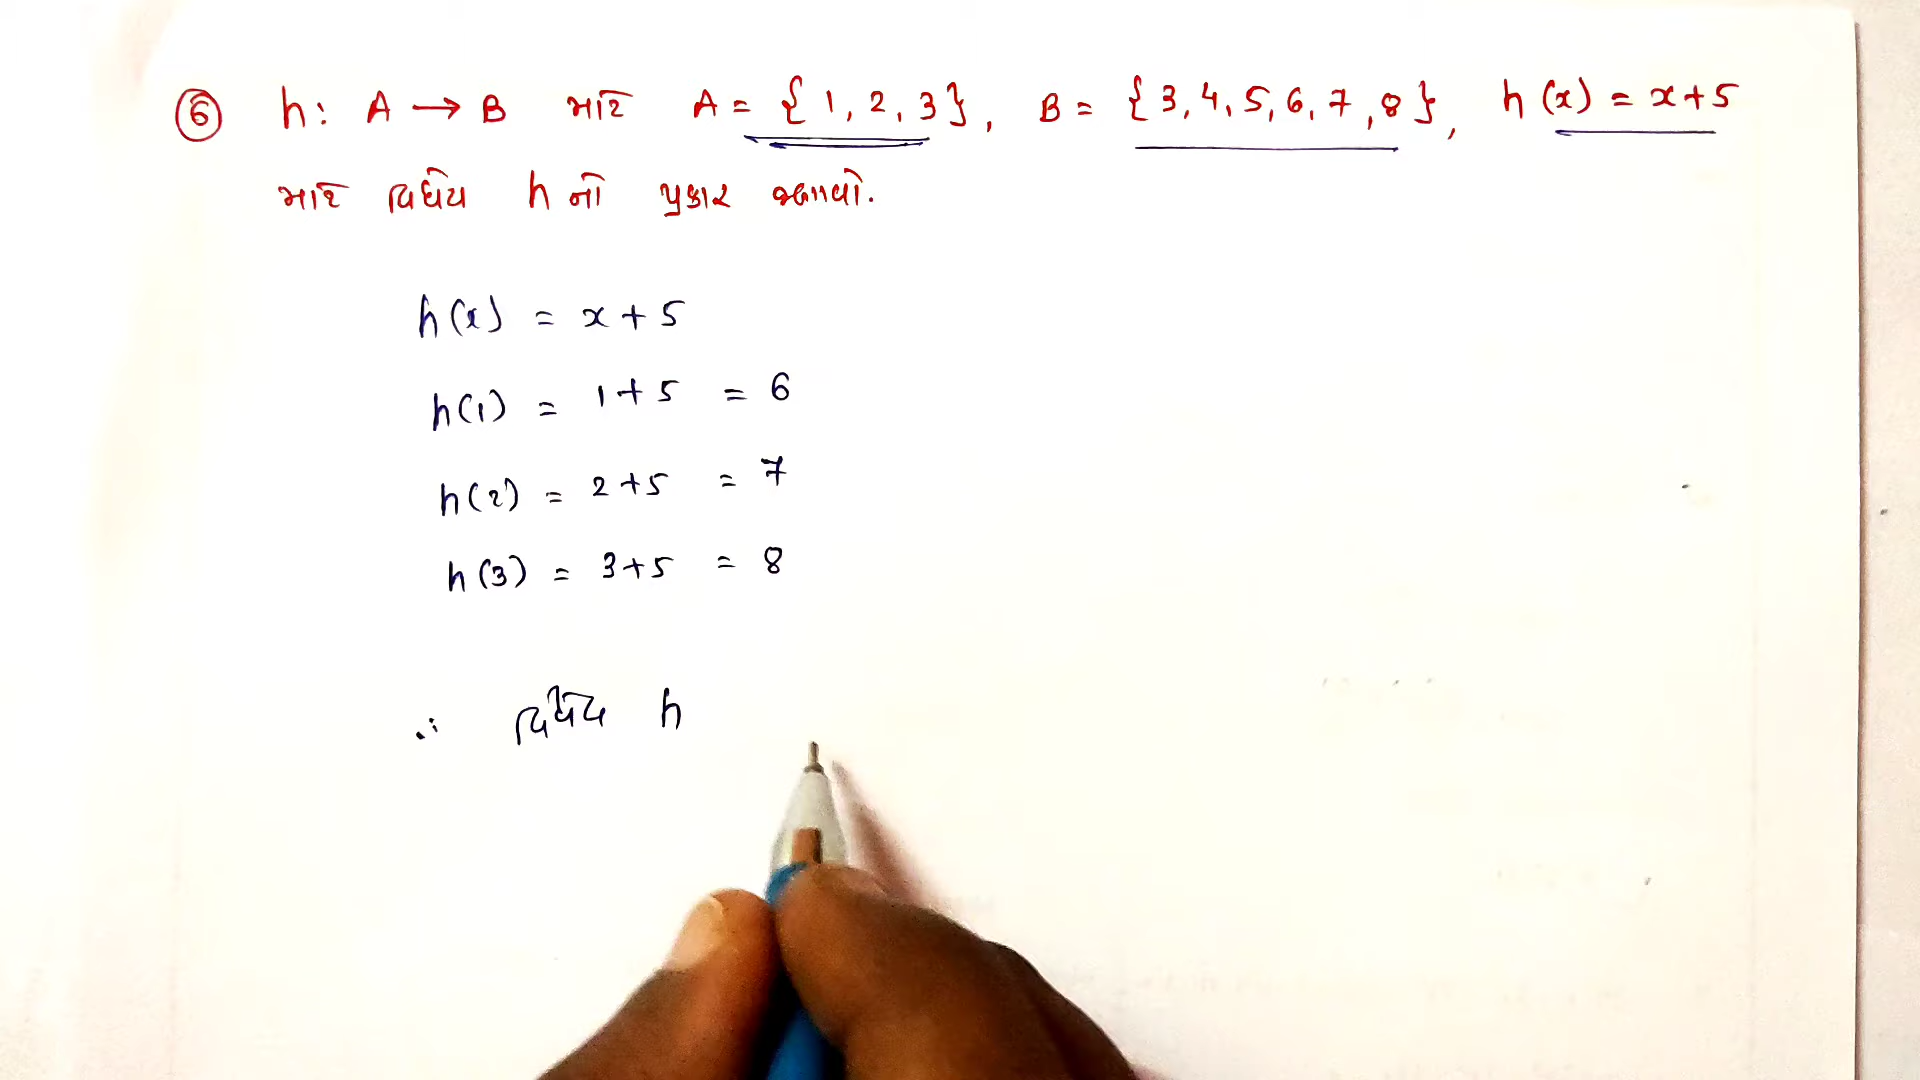 ⑥ h: A → B માટે A = {1, 2, 3}, B = {3, 4, 5, 6, 7, 8}, h(x) = x+5
માટે વિધેય h નો પ્રકાર જણાવો.
h(x) = x + 5
h(1) = 1+5 = 6
h(2) = 2+5 = 7
h(3) = 3+5 = 8
∴ વિધેય h